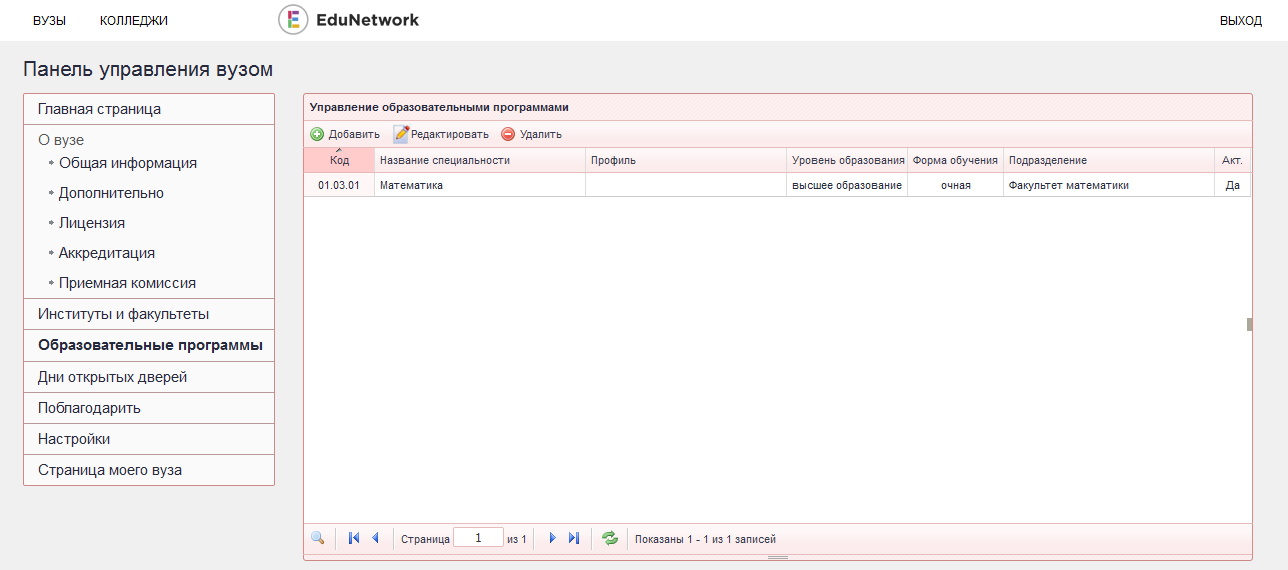 ВУЗЫ КОЛЛЕДЖИ EduNetwork ВЫХОД
Панель управления вузом
Главная страница
О вузе
Общая информация
Дополнительно
Лицензия
Аккредитация
Приемная комиссия
Институты и факультеты
Образовательные программы
Дни открытых дверей
Поблагодарить
Настройки
Страница моего вуза
Управление образовательными программами
Добавить Редактировать Удалить
Код Название специальности Профиль Уровень образования Форма обучения Подразделение Акт.
01.03.01 Математика высшее образование очная Факультет математики Да
Страница 1 из 1 Показаны 1 - 1 из 1 записей